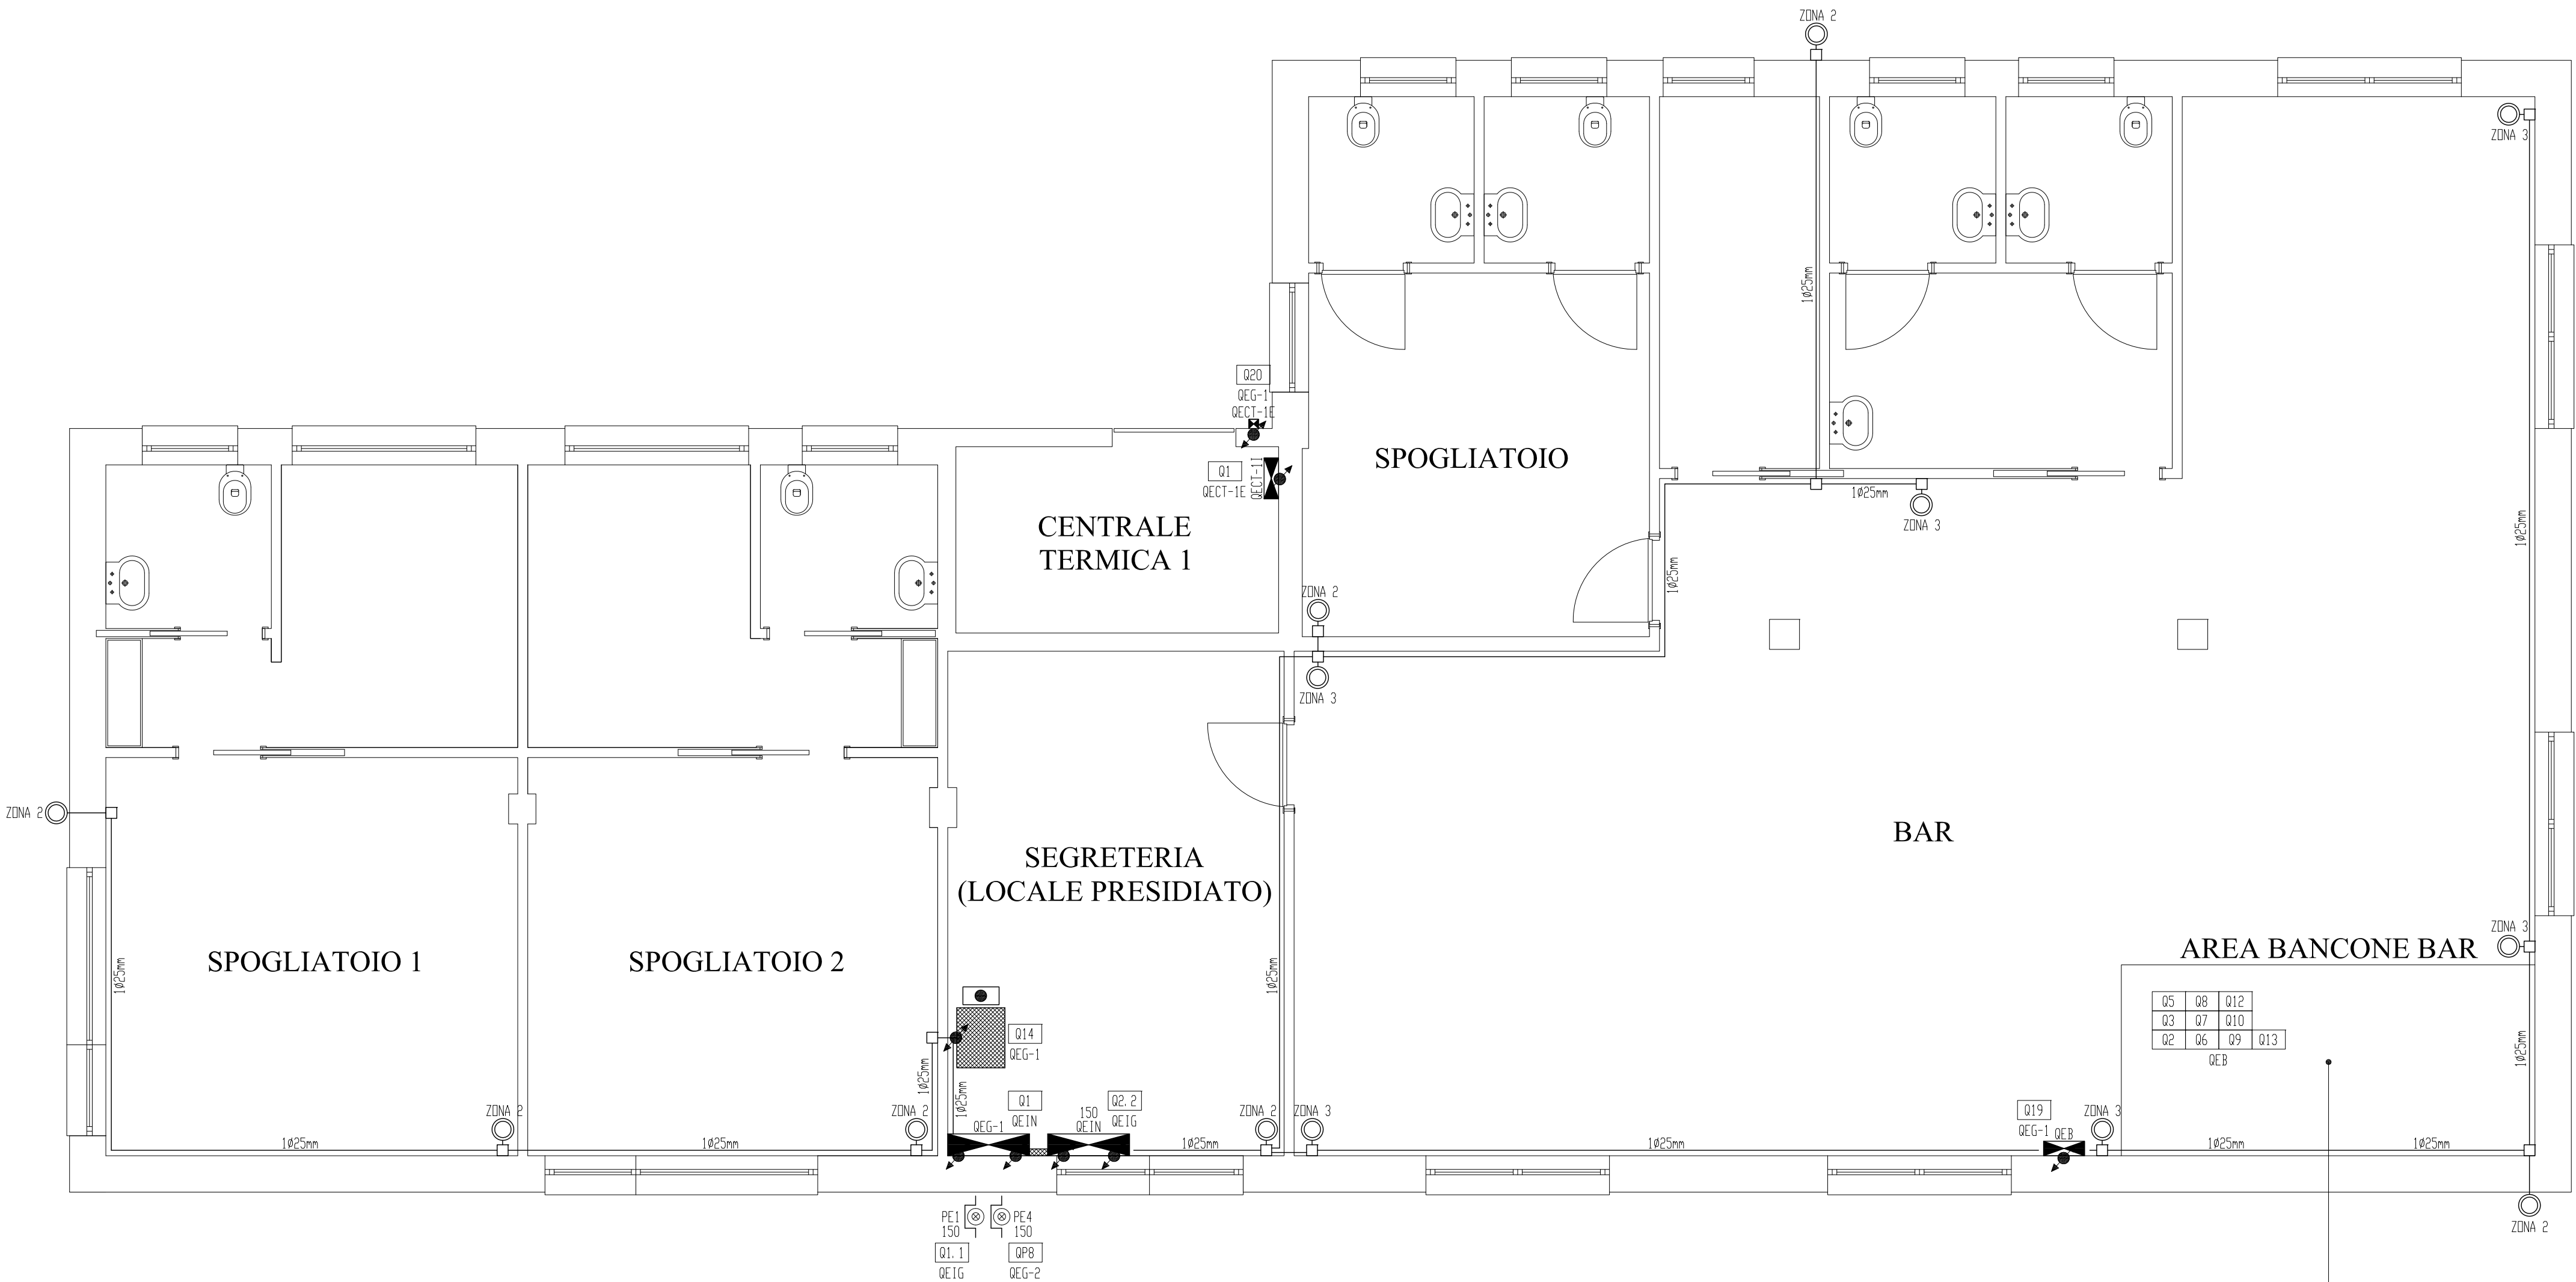 ZONA 2
ZONA 3
1Ø25mm
Q20
QEG-1
QECT-1E
Q1
QECT-1E
QECT-1I
SPOGLIATOIO
1Ø25mm
ZONA 3
CENTRALE
TERMICA 1
1Ø25mm
1Ø25mm
ZONA 2
ZONA 3
ZONA 2
BAR
SEGRETERIA
(LOCALE PRESIDIATO)
SPOGLIATOIO 1
SPOGLIATOIO 2
1Ø25mm
1Ø25mm
ZONA 3
AREA BANCONE BAR
Q5 Q8 Q12
Q3 Q7 Q10
Q2 Q6 Q9 Q13
QEB
Q14
QEG-1
1Ø25mm
1Ø25mm
1Ø25mm
ZONA 2
ZONA 2
QEG-1
Q1
QEIN
150
QEIN
Q2.2
QEIG
ZONA 2
ZONA 3
Q19
QEG-1
QEB
ZONA 3
1Ø25mm
1Ø25mm
1Ø25mm
1Ø25mm
1Ø25mm
1Ø25mm
PE1
150
Q1.1
QEIG
PE4
150
QP8
QEG-2
ZONA 2